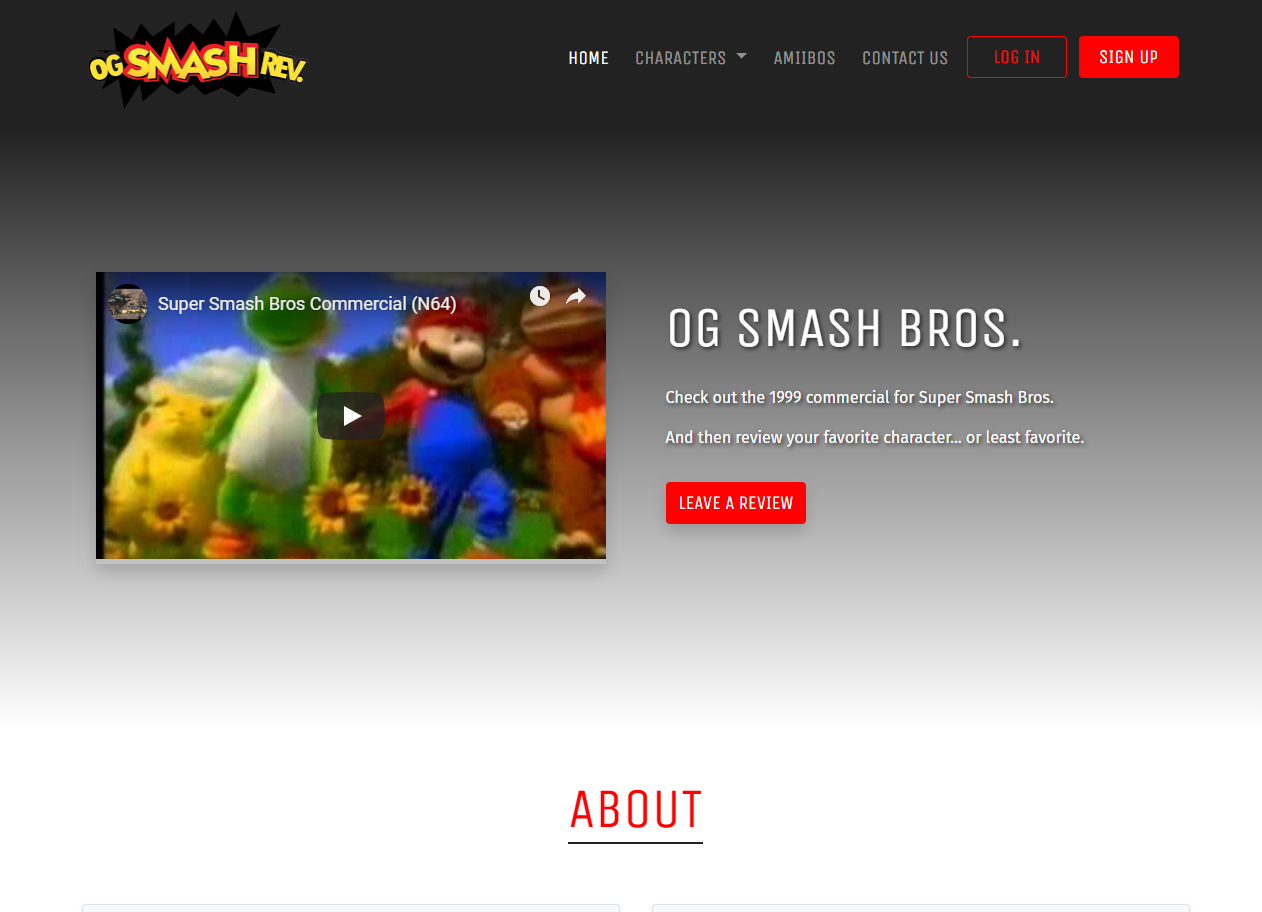 OG SMASH REV.
HOME CHARACTERS AMIIBOS CONTACT US LOG IN SIGN UP
Super Smash Bros Commercial (N64)
OG SMASH BROS.
Check out the 1999 commercial for Super Smash Bros.
And then review your favorite character... or least favorite.
LEAVE A REVIEW
ABOUT